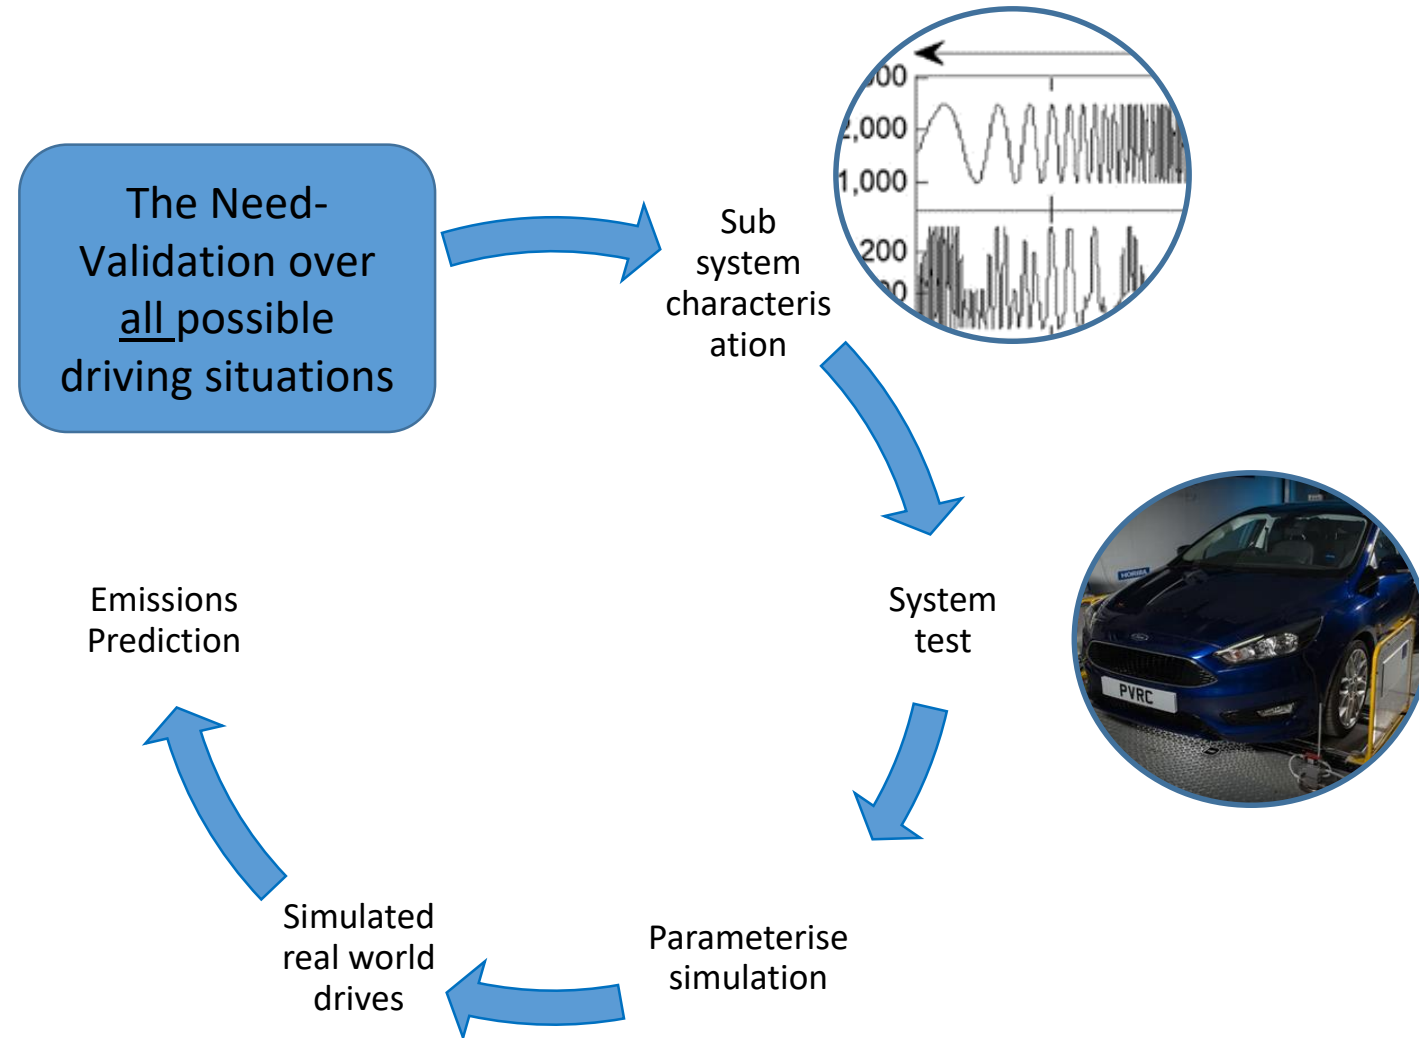 The Need-
Validation over
all possible
driving situations
Sub
system
characteris
ation
2,000
1,000
200
System
test
HORIBA
PVRC
Parameterise
simulation
Simulated
real world
drives
Emissions
Prediction